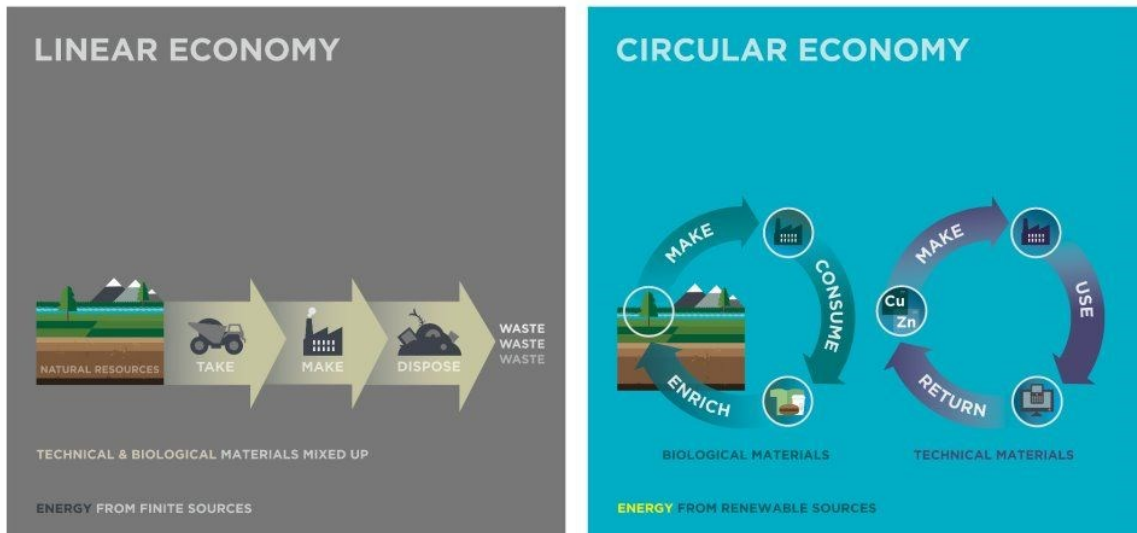 LINEAR ECONOMY
NATURAL RESOURCES
TAKE
MAKE
DISPOSE
WASTE
WASTE
WASTE
TECHNICAL & BIOLOGICAL MATERIALS MIXED UP
ENERGY FROM FINITE SOURCES
CIRCULAR ECONOMY
MAKE
CONSUME
ENRICH
BIOLOGICAL MATERIALS
MAKE
USE
RETURN
Cu
Zn
TECHNICAL MATERIALS
ENERGY FROM RENEWABLE SOURCES